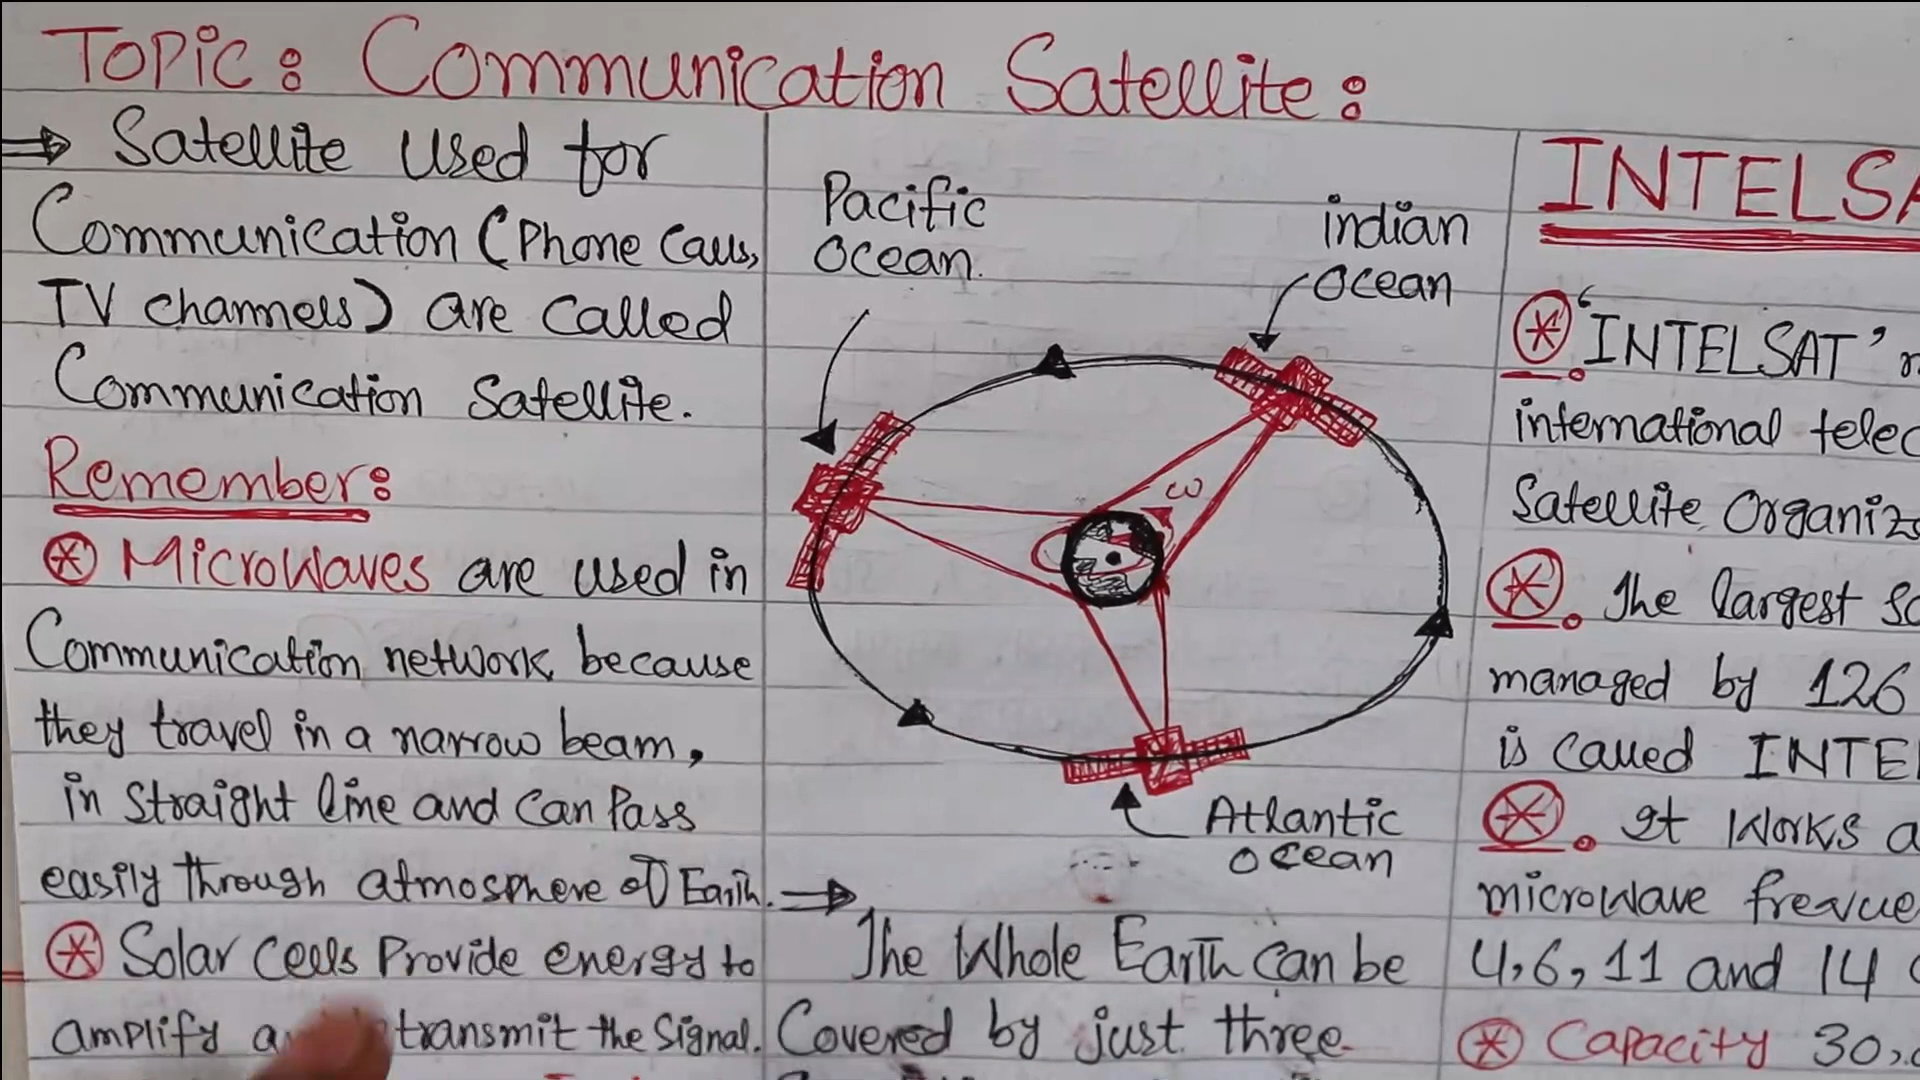 Topic: Communication Satellite:
⇒ Satellite used for
Communication (Phone calls,
TV channels) are called
Communication Satellite.
Remember:
* Microwaves are used in
Communication network because
they travel in a narrow beam,
in straight line and can pass
easily through atmosphere of Earth.
* Solar cells provide energy to
amplify transmit the signal.
Pacific
ocean.
indian
ocean
ω
Atlantic
ocean
⇒ The whole Earth can be
Covered by just three
INTELSA
* 'INTELSAT'
international telec
Satellite Organiz
* The largest
managed by 126
is called INTE
* It works a
microwave freque
4,6,11 and 14
* Capacity 30,